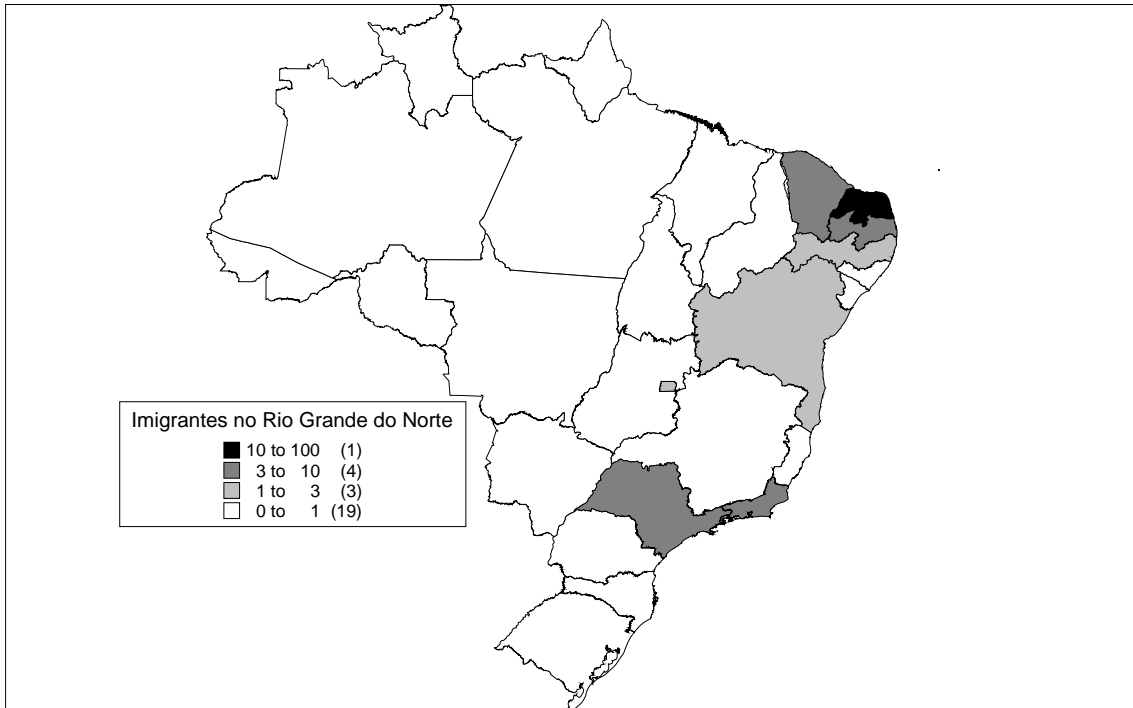 Imigrantes no Rio Grande do Norte
10 to 100 (1)
3 to 10 (4)
1 to 3 (3)
0 to 1 (19)